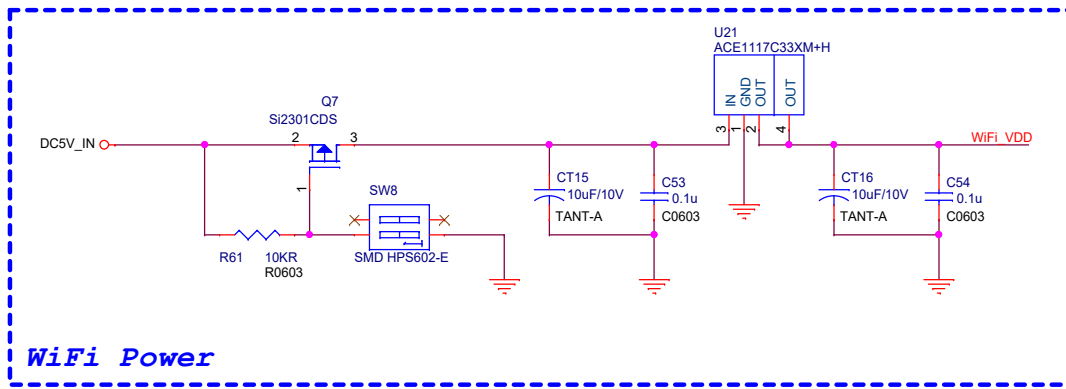 U21
ACE1117C33XM+H
IN
GND
OUT
OUT
3
1
2
4
Q7
Si2301CDS
DC5V_IN
2
3
1
WiFi_VDD
SW8
SMD HPS602-E
R61
10KR
R0603
CT15
10uF/10V
TANT-A
C53
0.1u
C0603
CT16
10uF/10V
TANT-A
C54
0.1u
C0603
WiFi Power